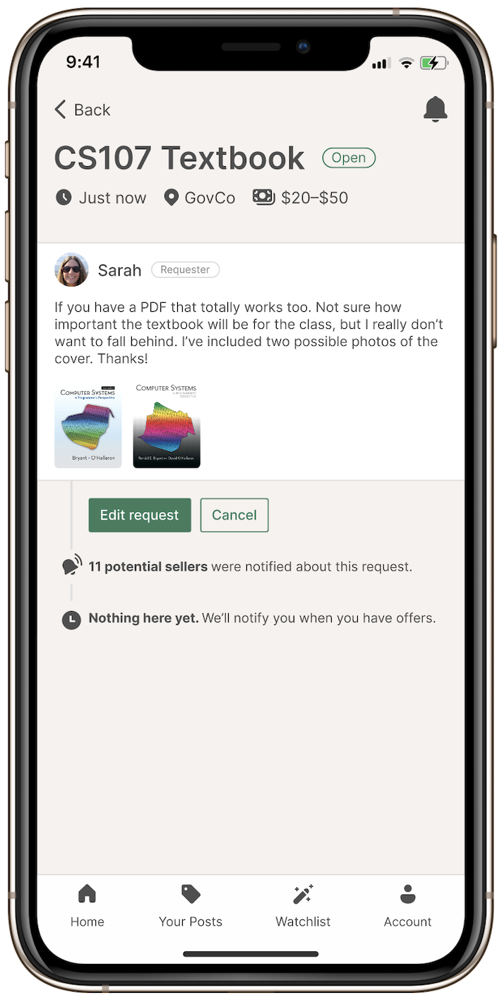 9:41
Back
CS107 Textbook Open
Just now GovCo $20–$50
Sarah Requester
If you have a PDF that totally works too. Not sure how
important the textbook will be for the class, but I really don’t
want to fall behind. I’ve included two possible photos of the
cover. Thanks!
COMPUTER SYSTEMS
A Programmer's Perspective
Bryant • O'Hallaron
COMPUTER SYSTEMS
A PROGRAMMER'S
PERSPECTIVE
Randal E. Bryant David O'Hallaron
Edit request Cancel
11 potential sellers were notified about this request.
Nothing here yet. We’ll notify you when you have offers.
Home Your Posts Watchlist Account